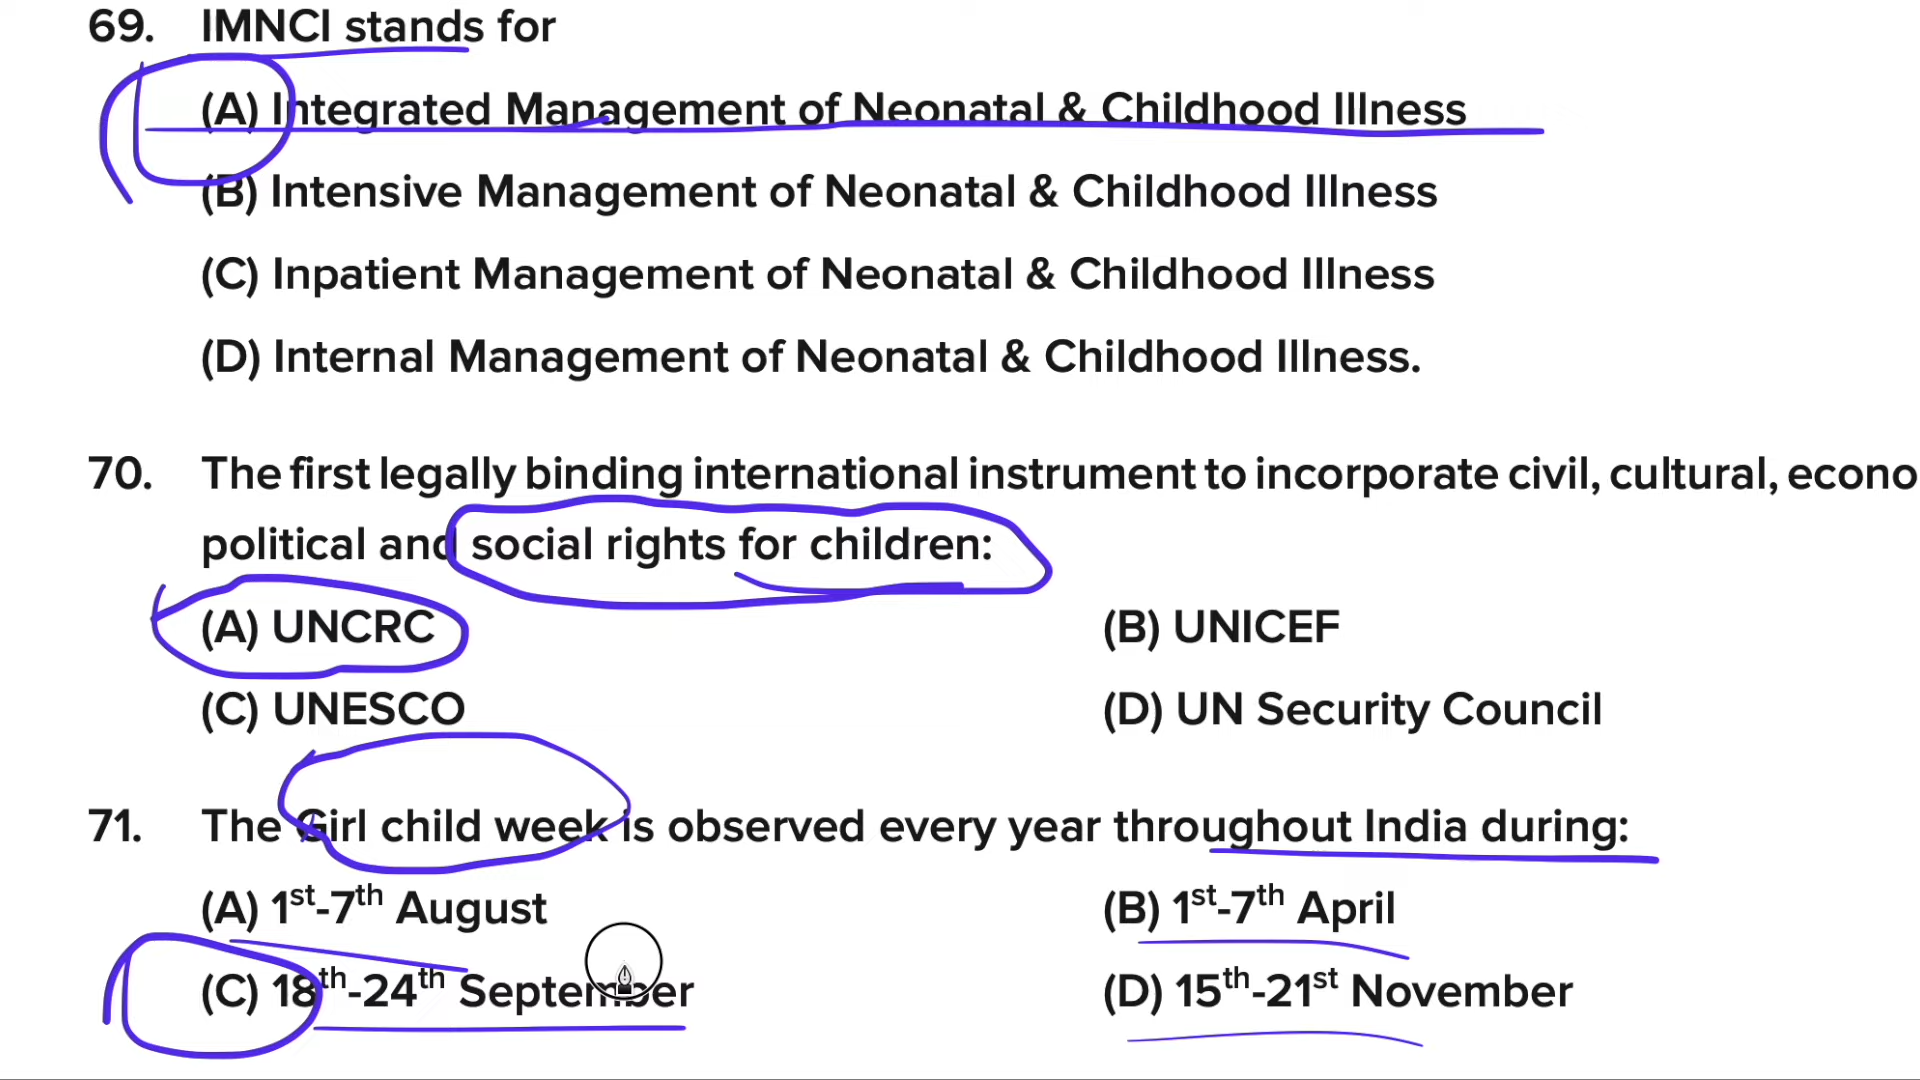 69. IMNCI stands for
(A) Integrated Management of Neonatal & Childhood Illness
(B) Intensive Management of Neonatal & Childhood Illness
(C) Inpatient Management of Neonatal & Childhood Illness
(D) Internal Management of Neonatal & Childhood Illness.
70. The first legally binding international instrument to incorporate civil, cultural, econo
political and social rights for children:
(A) UNCRC (B) UNICEF
(C) UNESCO (D) UN Security Council
71. The Girl child week is observed every year throughout India during:
(A) 1st-7th August (B) 1st-7th April
(C) 18th-24th September (D) 15th-21st November